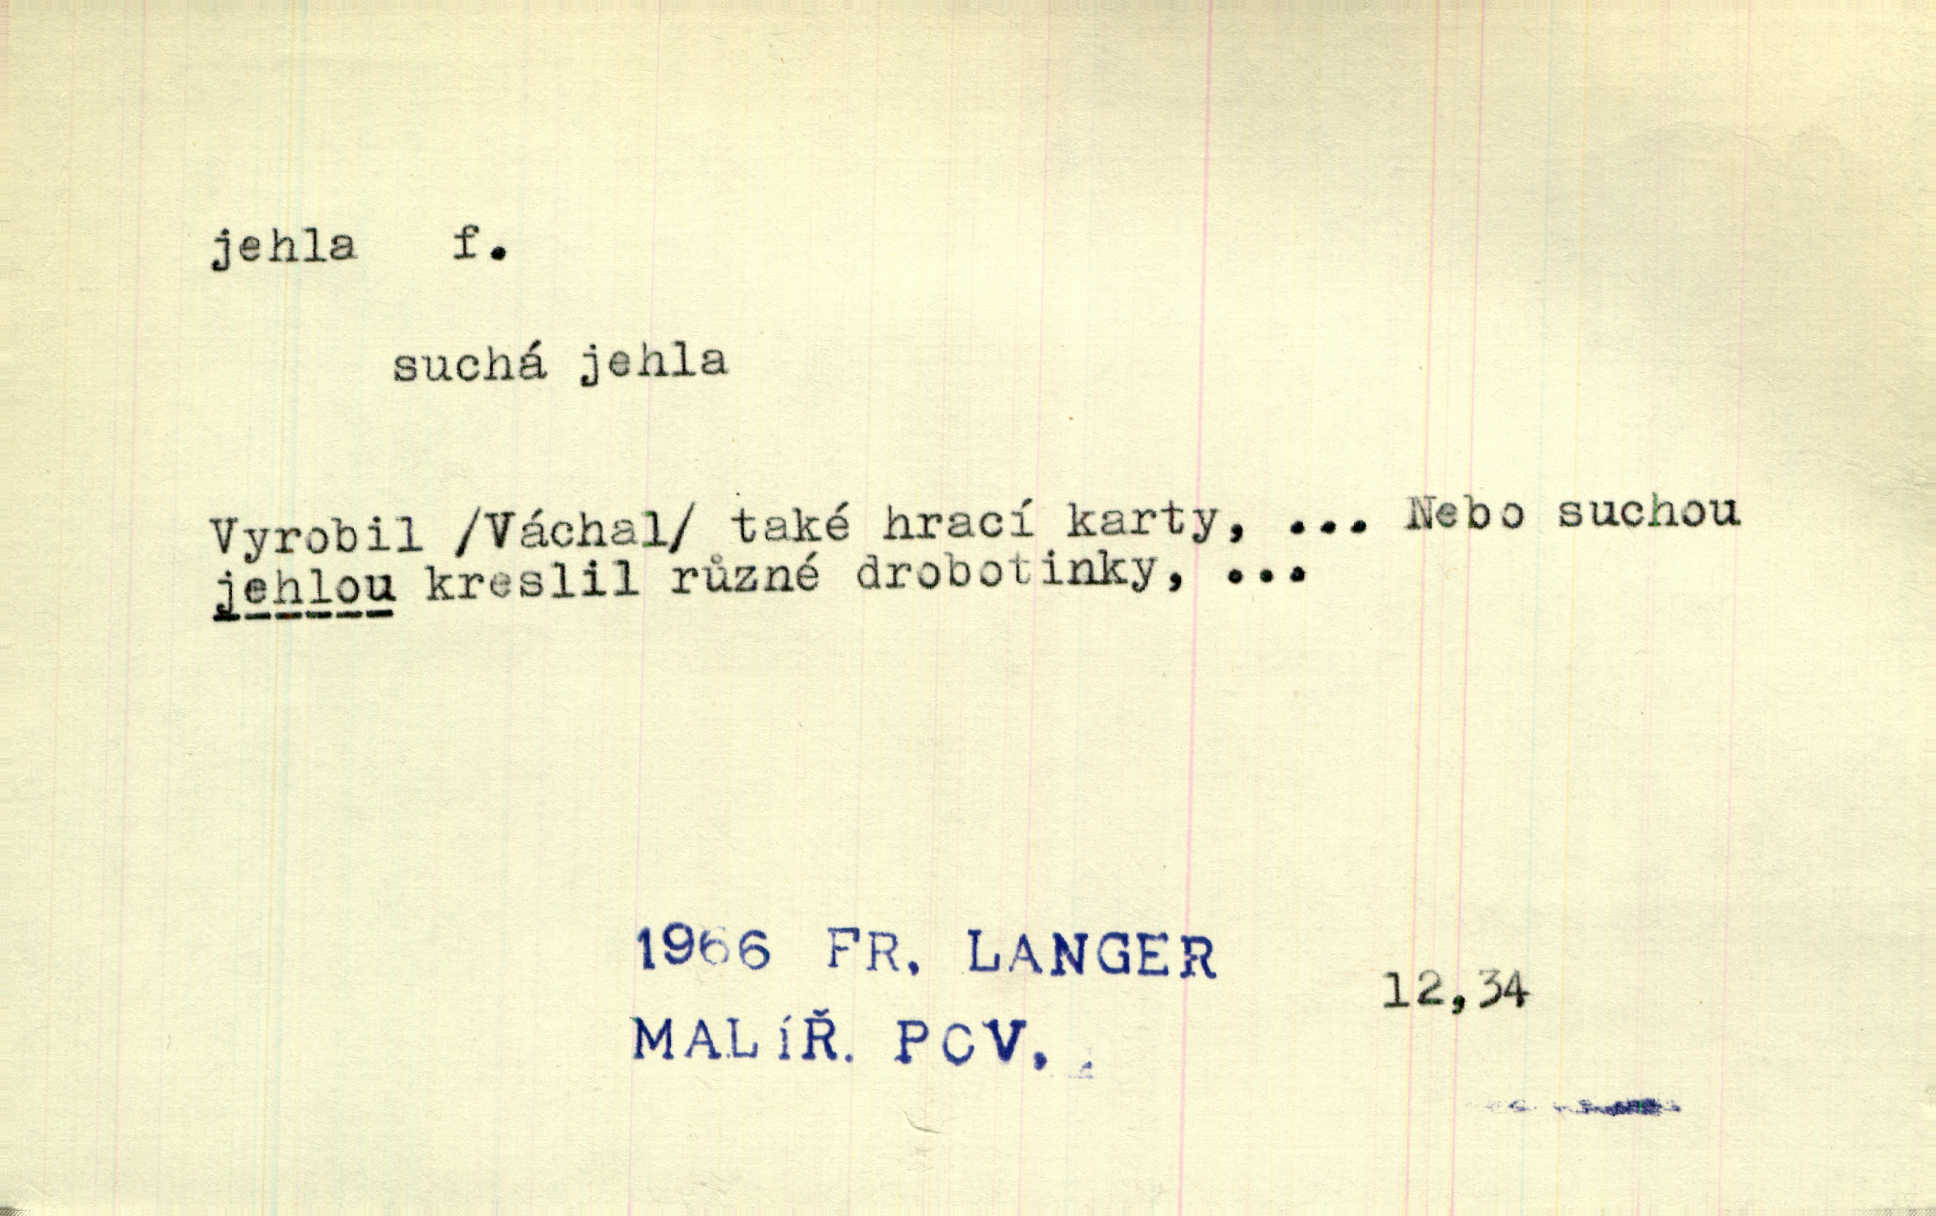 jehla f.
suchá jehla
Vyrobil /Váchal/ také hrací karty, ... Nebo suchou
jehlou kreslil různé drobotinky, ...
1966 FR. LANGER
12,34
MALíŘ. PCV,